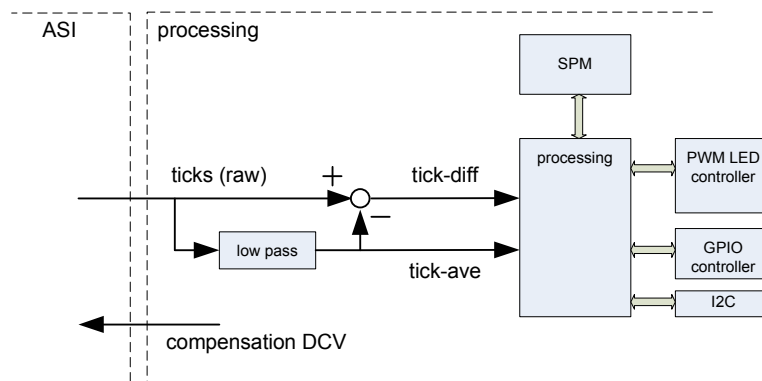 ASI
processing
SPM
processing
PWM LED
controller
ticks (raw)
+
tick-diff
−
low pass
tick-ave
GPIO
controller
I2C
compensation DCV